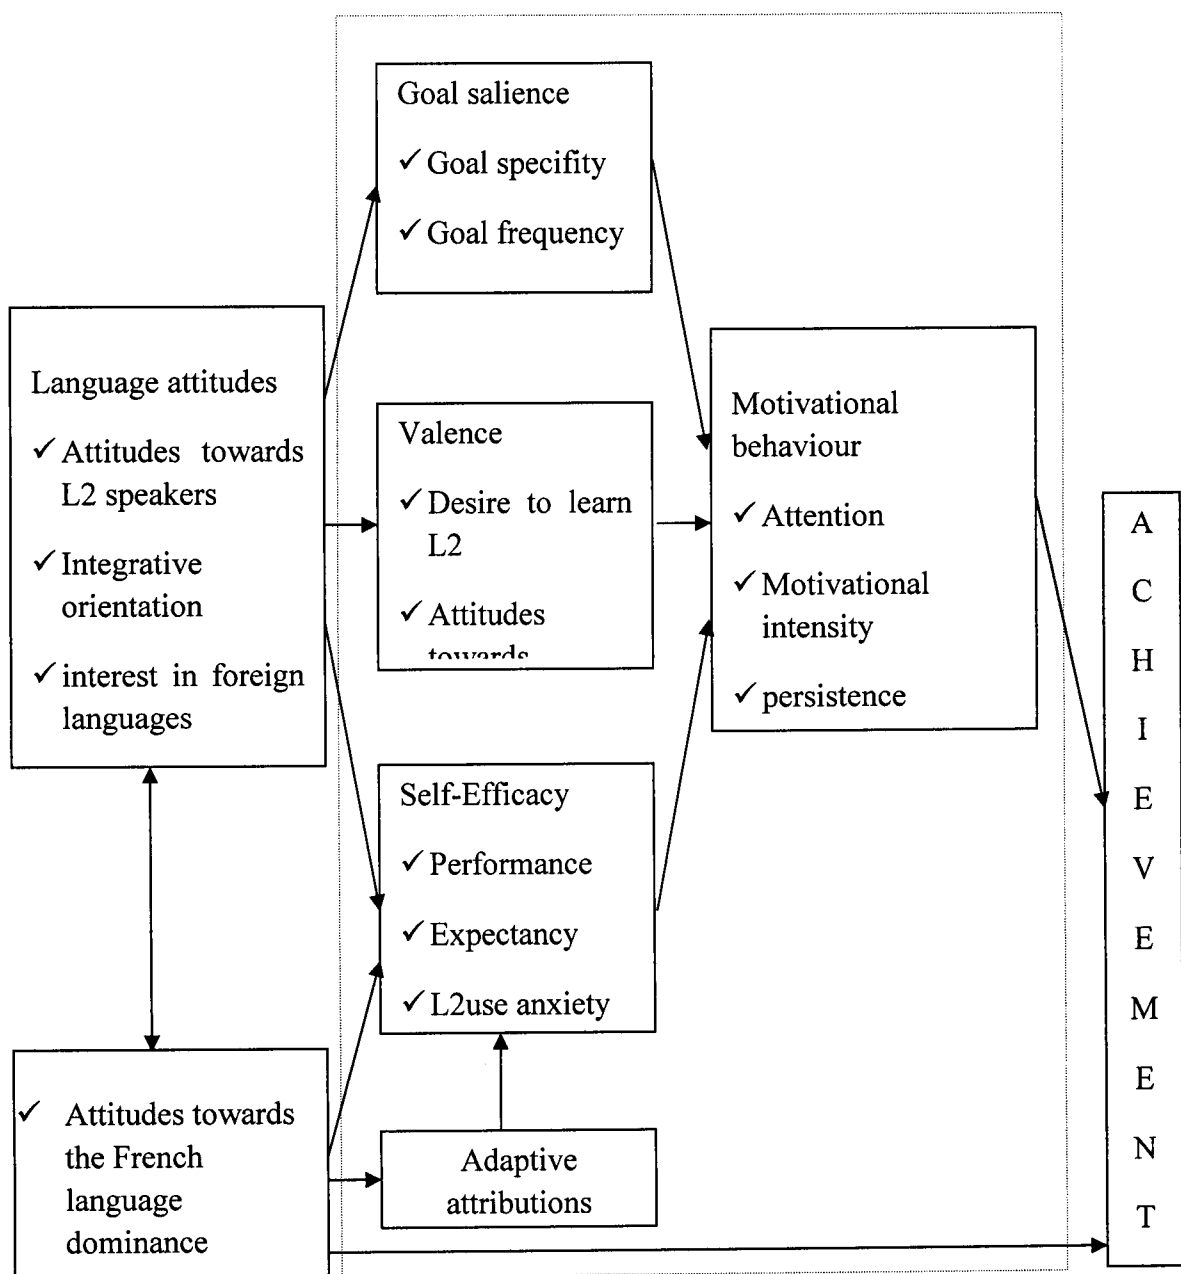 Goal salience
✓ Goal specifity
✓ Goal frequency
Language attitudes
✓ Attitudes towards
L2 speakers
✓ Integrative
orientation
✓ interest in foreign
languages
Valence
✓ Desire to learn
L2
✓ Attitudes
towards
Motivational
behaviour
✓ Attention
✓ Motivational
intensity
✓ persistence
Self-Efficacy
✓ Performance
✓ Expectancy
✓ L2use anxiety
✓ Attitudes towards
the French
language
dominance
Adaptive
attributions
A
C
H
I
E
V
E
M
E
N
T